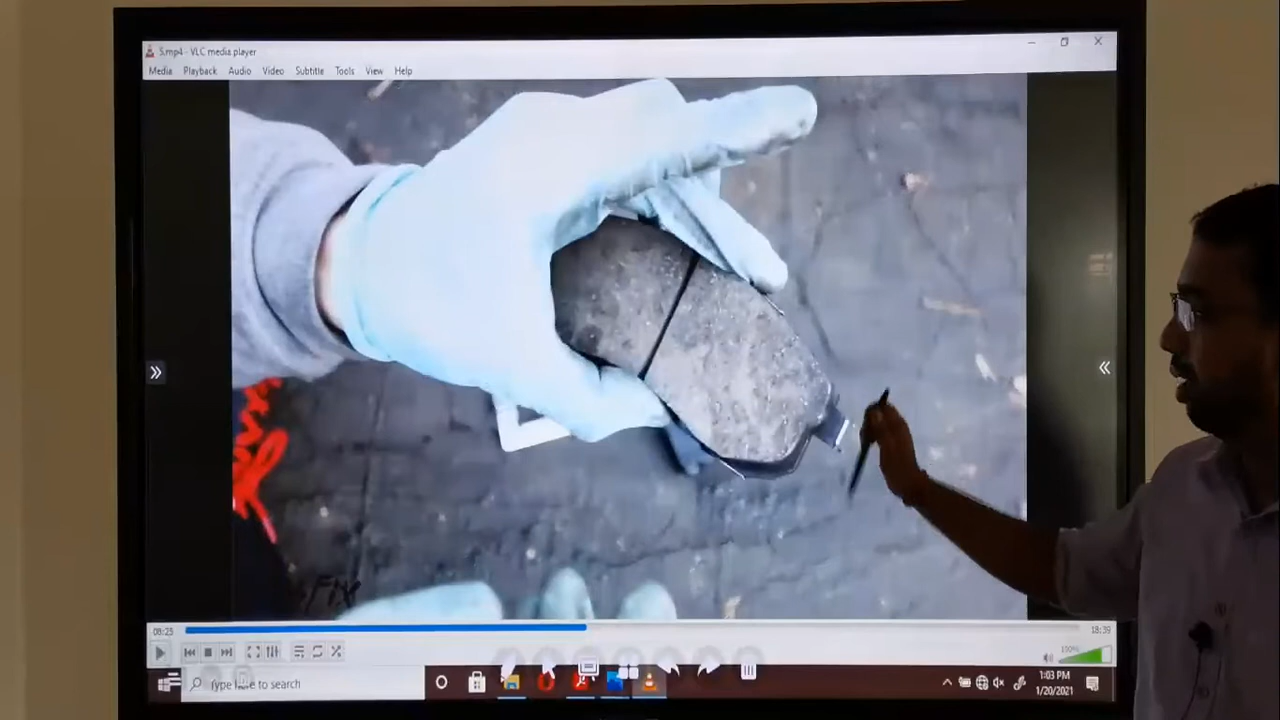 5.mp4 - VLC media player
Media Playback Audio Video Subtitle Tools View Help
08:25
18:39
100%
Type here to search
1:03 PM
1/20/2021